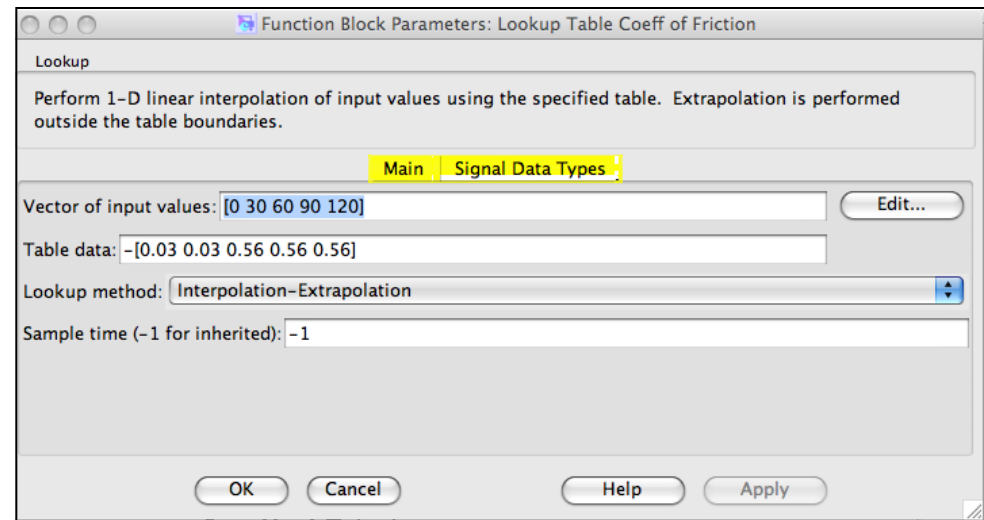 Function Block Parameters: Lookup Table Coeff of Friction
Lookup
Perform 1-D linear interpolation of input values using the specified table. Extrapolation is performed
outside the table boundaries.
Main Signal Data Types
Vector of input values: [0 30 60 90 120] Edit...
Table data: -[0.03 0.03 0.56 0.56 0.56]
Lookup method: Interpolation-Extrapolation
Sample time (-1 for inherited): -1
OK Cancel Help Apply